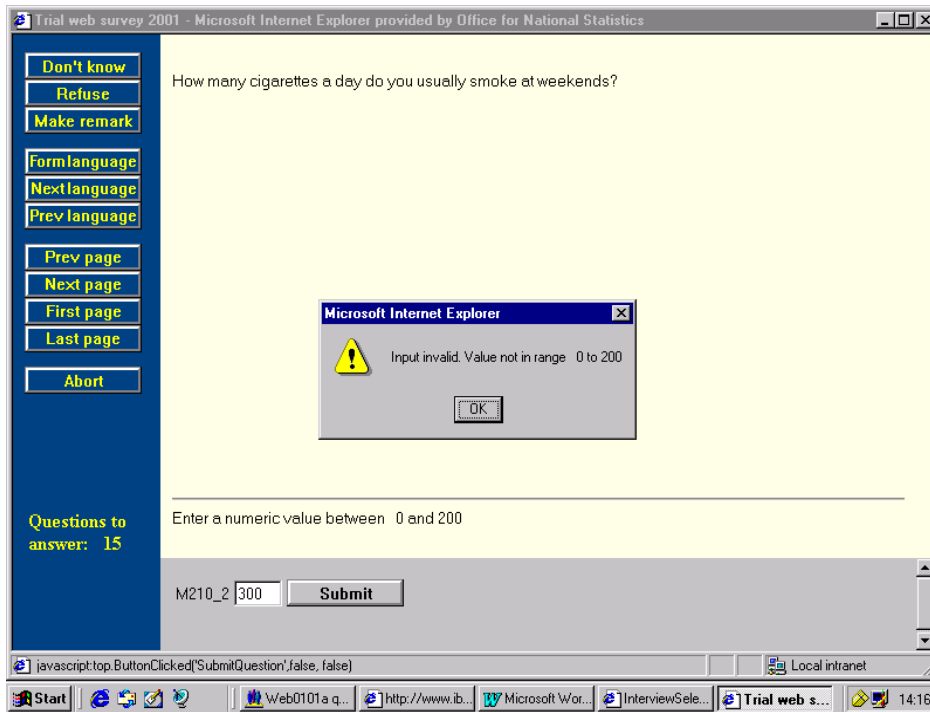 Trial web survey 2001 - Microsoft Internet Explorer provided by Office for National Statistics
Don't know
Refuse
Make remark
Form language
Next language
Prev language
Prev page
Next page
First page
Last page
Abort
Questions to
answer: 15
How many cigarettes a day do you usually smoke at weekends?
Microsoft Internet Explorer
Input invalid. Value not in range 0 to 200
OK
Enter a numeric value between 0 and 200
M210_2 300 Submit
javascript:top.ButtonClicked('SubmitQuestion',false, false) Local intranet
Start Web0101a q... http://www.ib... Microsoft Wor... InterviewSele... Trial web s... 14:16